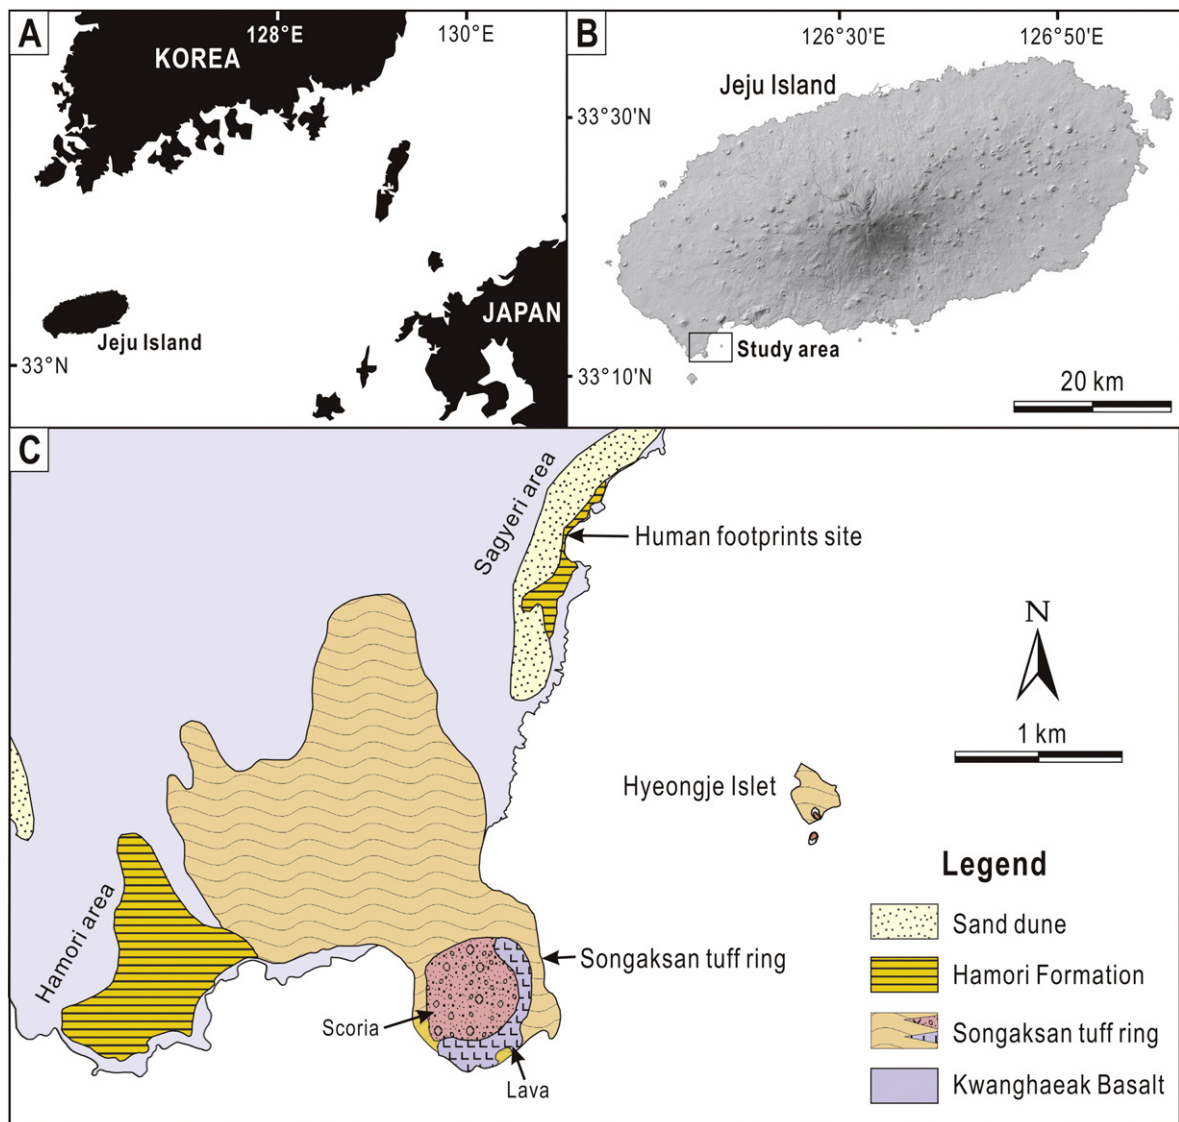 A
128°E
130°E
KOREA
JAPAN
Jeju Island
33°N
B
126°30'E
126°50'E
Jeju Island
33°30'N
33°10'N
Study area
20 km
C
Sagyeri area
Human footprints site
N
1 km
Hyeongje Islet
Hamori area
Songaksan tuff ring
Scoria
Lava
Legend
Sand dune
Hamori Formation
Songaksan tuff ring
Kwanghaeak Basalt